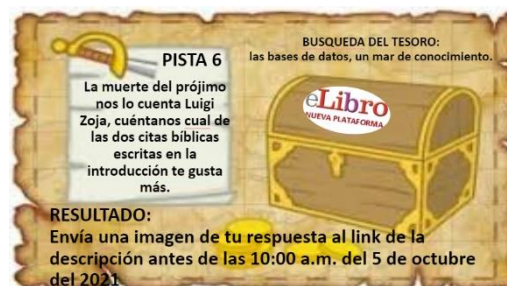 PISTA 6
La muerte del prójimo
nos lo cuenta Luigi
Zoja, cuéntanos cual de
las dos citas bíblicas
escritas en la
introducción te gusta
más.
BUSQUEDA DEL TESORO:
las bases de datos, un mar de conocimiento.
eLibro
NUEVA PLATAFORMA
RESULTADO:
Envía una imagen de tu respuesta al link de la
descripción antes de las 10:00 a.m. del 5 de octubre
del 2021